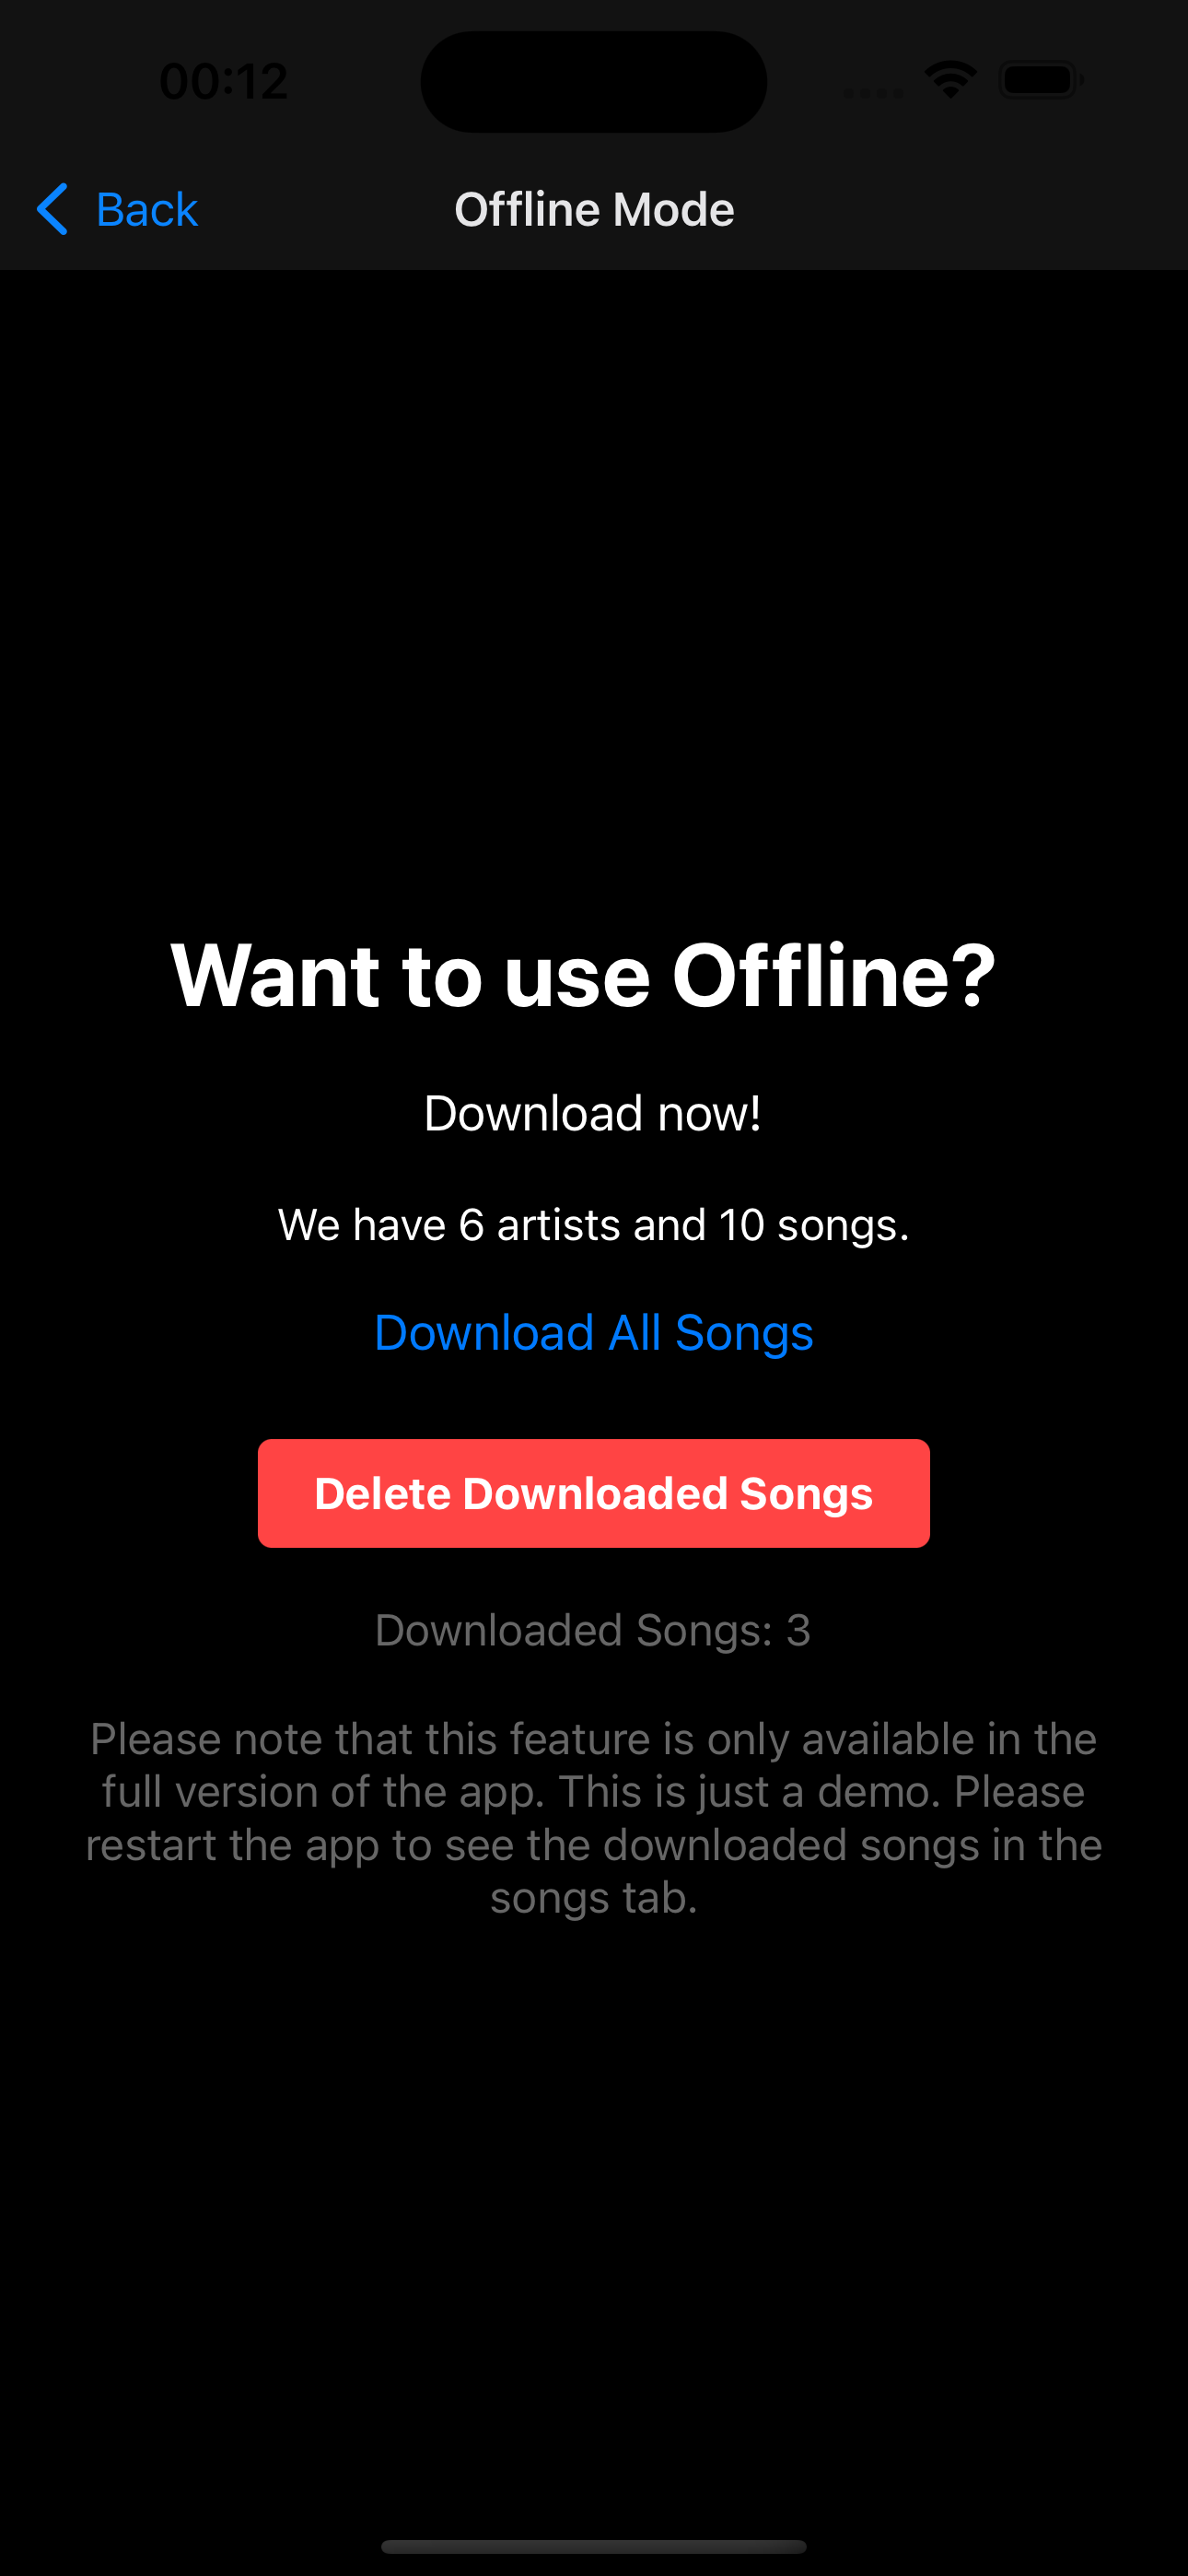 00:12
Back
Offline Mode
Want to use Offline?
Download now!
We have 6 artists and 10 songs.
Download All Songs
Delete Downloaded Songs
Downloaded Songs: 3
Please note that this feature is only available in the
full version of the app. This is just a demo. Please
restart the app to see the downloaded songs in the
songs tab.